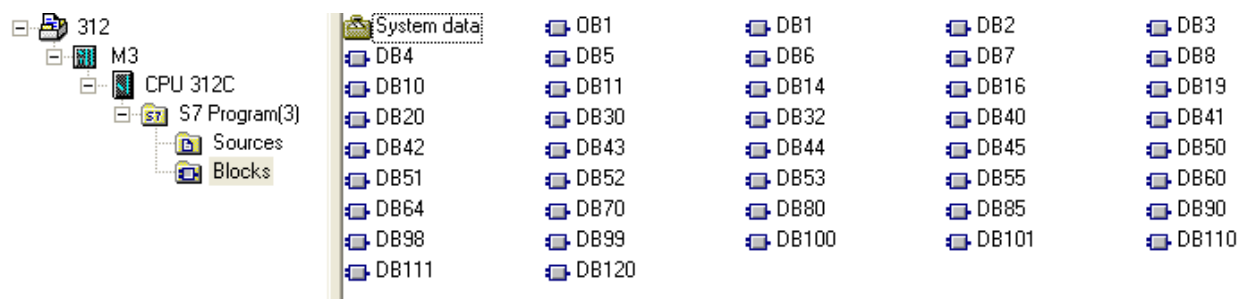 312 System data OB1 DB1 DB2 DB3
M3 DB4 DB5 DB6 DB7 DB8
CPU 312C DB10 DB11 DB14 DB16 DB19
S7 Program(3) DB20 DB30 DB32 DB40 DB41
Sources DB42 DB43 DB44 DB45 DB50
Blocks DB51 DB52 DB53 DB55 DB60
DB64 DB70 DB80 DB85 DB90
DB98 DB99 DB100 DB101 DB110
DB111 DB120